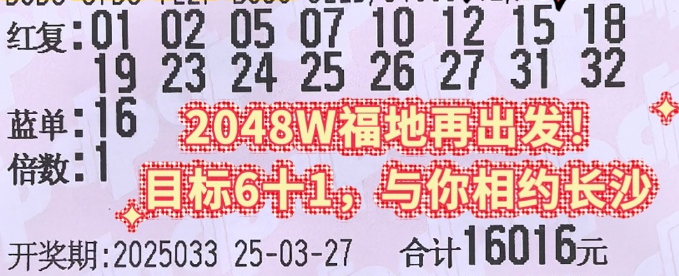 红复:01 02 05 07 10 12 15 18
19 23 24 25 26 27 31 32
蓝单:16
2048W福地再出发!
倍数:1
目标6十1，与你相约长沙
开奖期:2025033 25-03-27 合计16016元